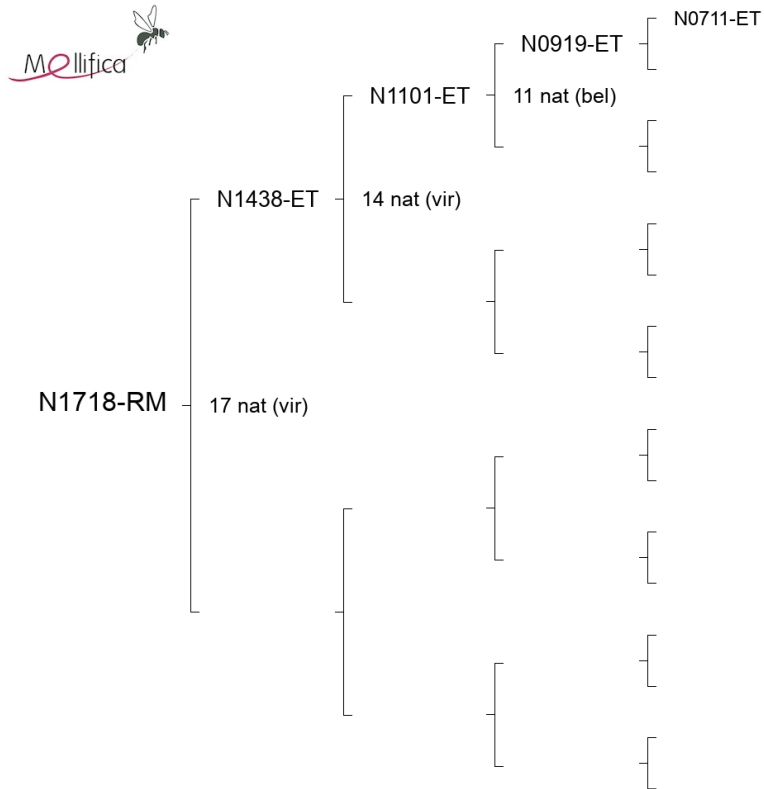 Mellifica
N0711-ET
N0919-ET
N1101-ET
11 nat (bel)
N1438-ET
14 nat (vir)
N1718-RM
17 nat (vir)